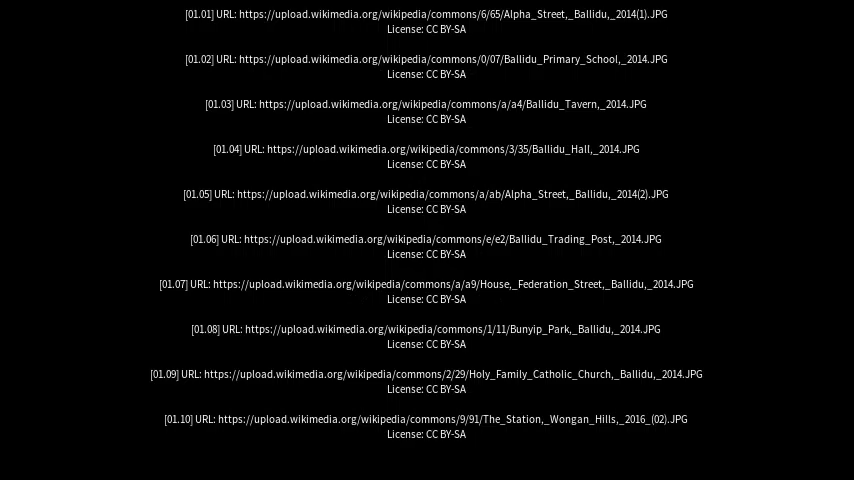 [01.01] URL: https://upload.wikimedia.org/wikipedia/commons/6/65/Alpha_Street,_Ballidu,_2014(1).JPG
License: CC BY-SA
[01.02] URL: https://upload.wikimedia.org/wikipedia/commons/0/07/Ballidu_Primary_School,_2014.JPG
License: CC BY-SA
[01.03] URL: https://upload.wikimedia.org/wikipedia/commons/a/a4/Ballidu_Tavern,_2014.JPG
License: CC BY-SA
[01.04] URL: https://upload.wikimedia.org/wikipedia/commons/3/35/Ballidu_Hall,_2014.JPG
License: CC BY-SA
[01.05] URL: https://upload.wikimedia.org/wikipedia/commons/a/ab/Alpha_Street,_Ballidu,_2014(2).JPG
License: CC BY-SA
[01.06] URL: https://upload.wikimedia.org/wikipedia/commons/e/e2/Ballidu_Trading_Post,_2014.JPG
License: CC BY-SA
[01.07] URL: https://upload.wikimedia.org/wikipedia/commons/a/a9/House,_Federation_Street,_Ballidu,_2014.JPG
License: CC BY-SA
[01.08] URL: https://upload.wikimedia.org/wikipedia/commons/1/11/Bunyip_Park,_Ballidu,_2014.JPG
License: CC BY-SA
[01.09] URL: https://upload.wikimedia.org/wikipedia/commons/2/29/Holy_Family_Catholic_Church,_Ballidu,_2014.JPG
License: CC BY-SA
[01.10] URL: https://upload.wikimedia.org/wikipedia/commons/9/91/The_Station,_Wongan_Hills,_2016_(02).JPG
License: CC BY-SA